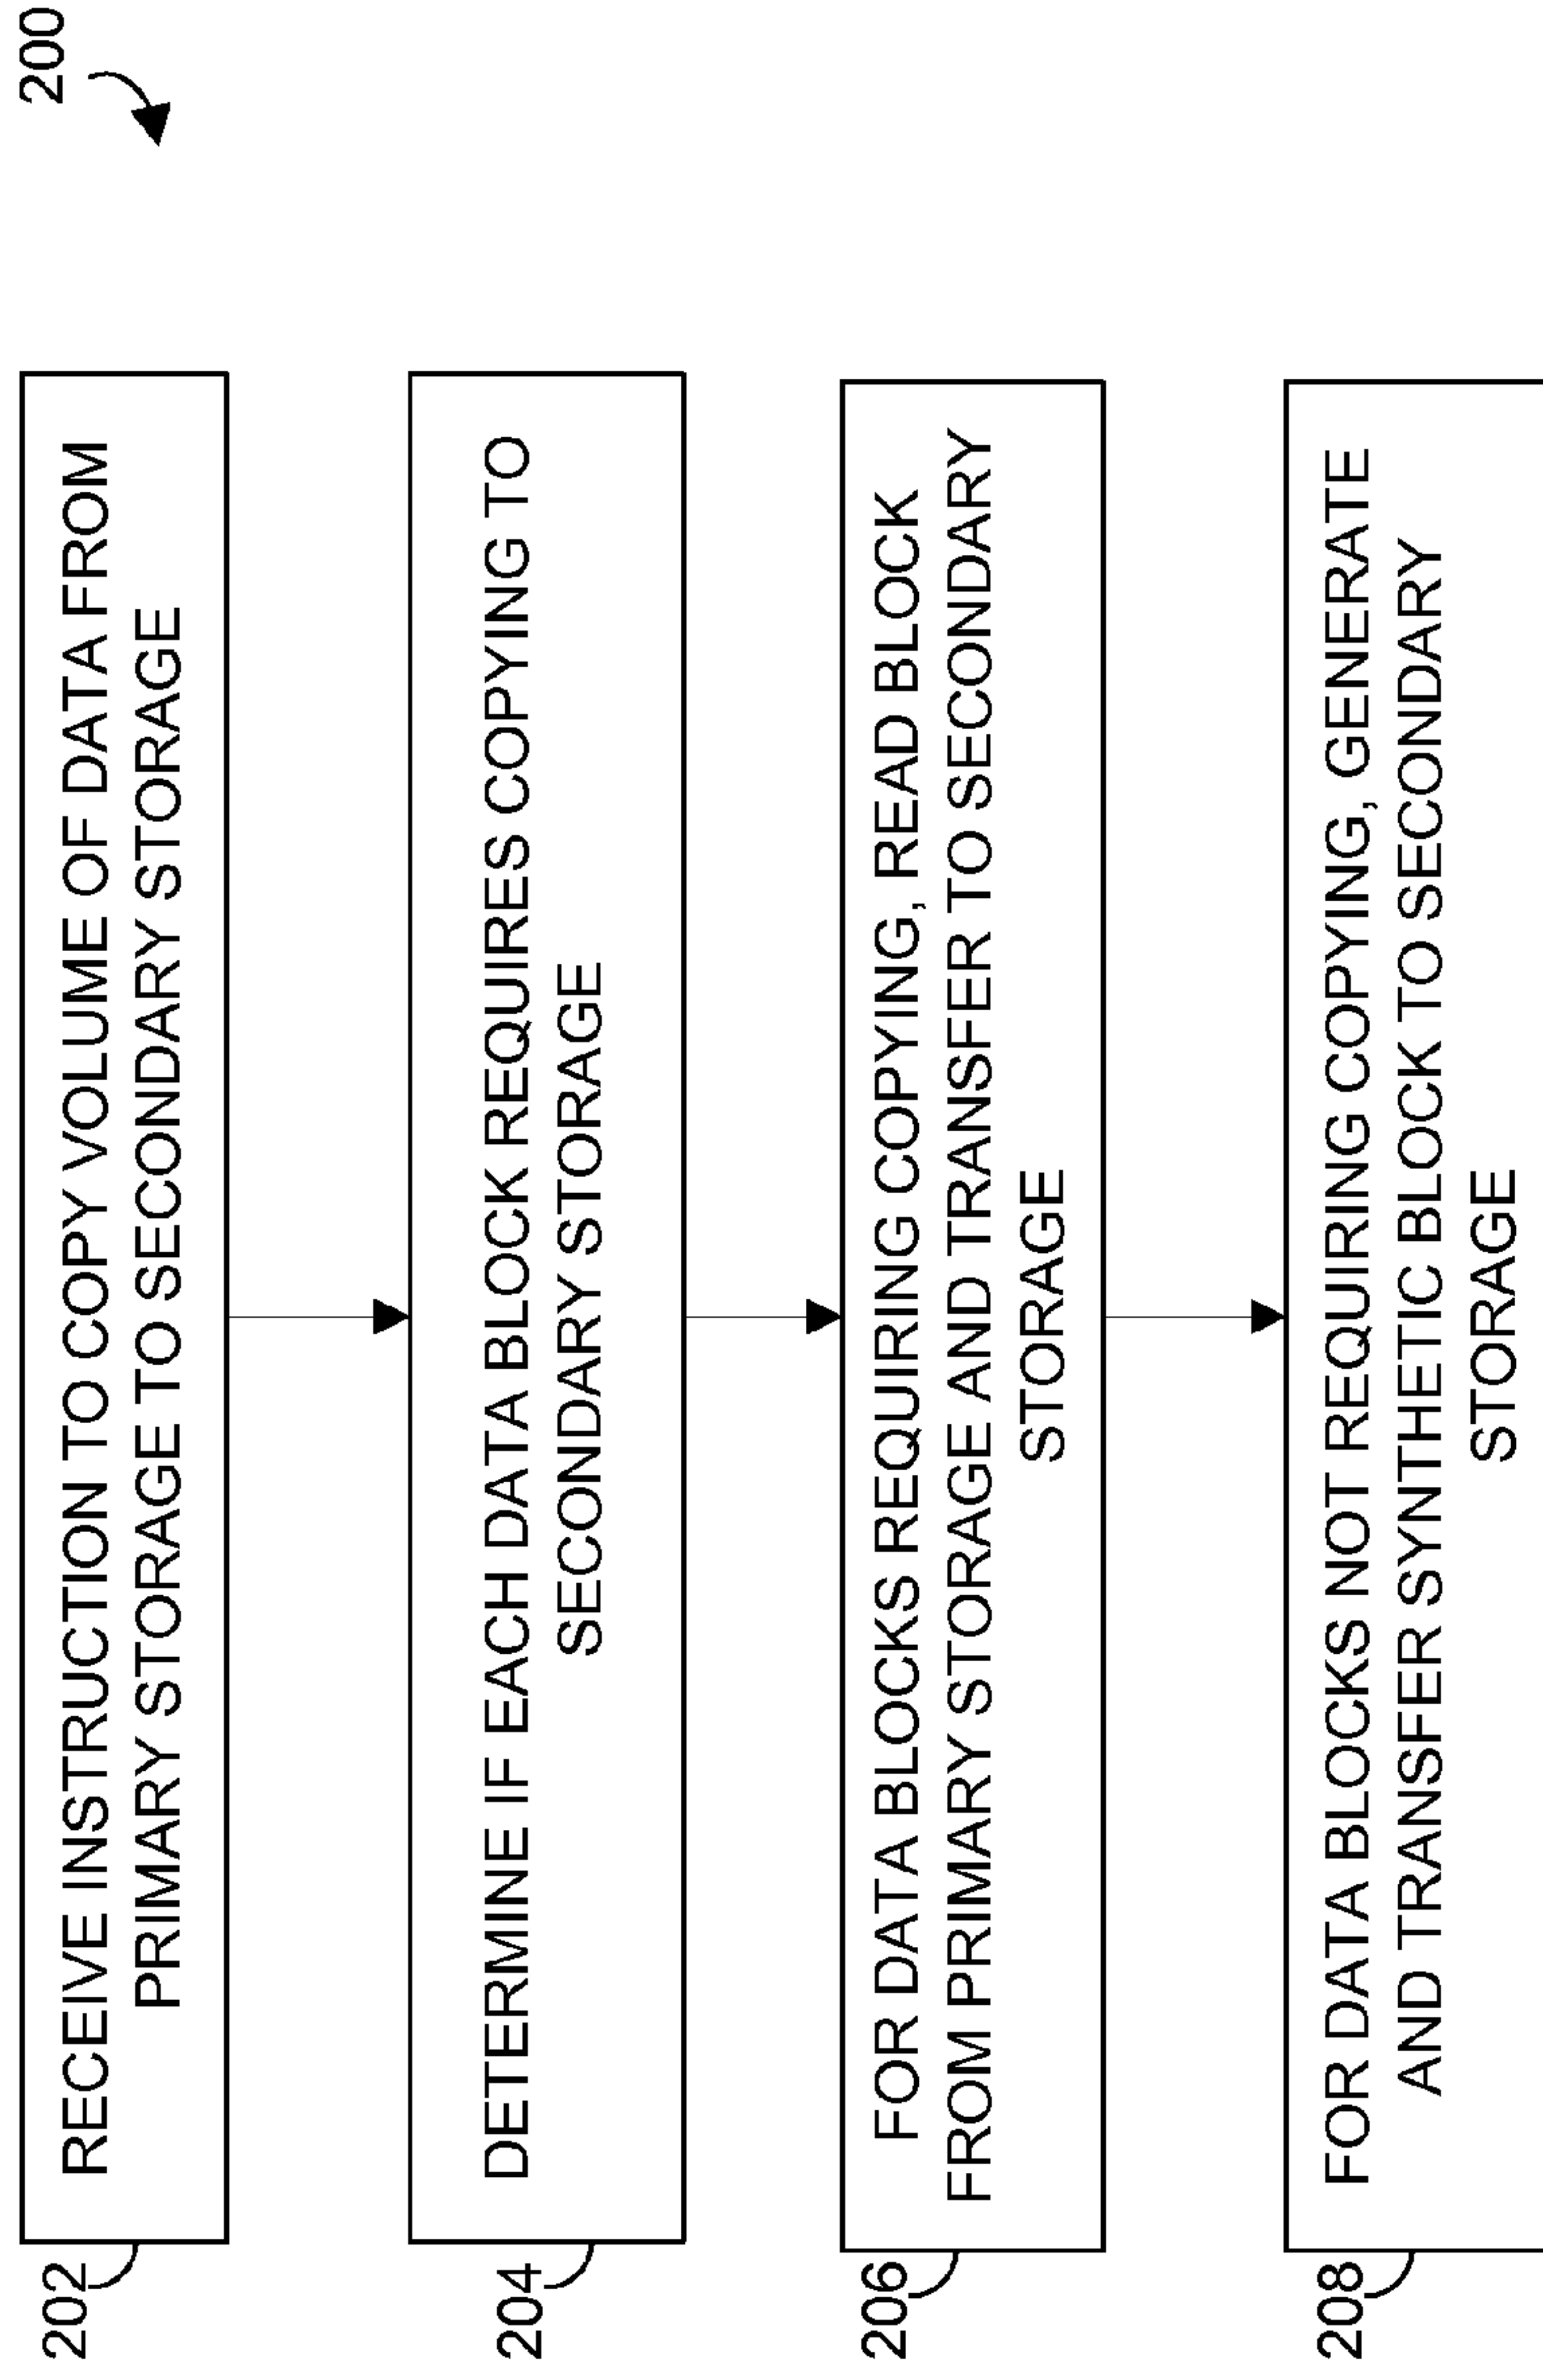 200
202
RECEIVE INSTRUCTION TO COPY VOLUME OF DATA FROM
PRIMARY STORAGE TO SECONDARY STORAGE
204
DETERMINE IF EACH DATA BLOCK REQUIRES COPYING TO
SECONDARY STORAGE
206
FOR DATA BLOCKS REQUIRING COPYING, READ BLOCK
FROM PRIMARY STORAGE AND TRANSFER TO SECONDARY
STORAGE
208
FOR DATA BLOCKS NOT REQUIRING COPYING, GENERATE
AND TRANSFER SYNTHETIC BLOCK TO SECONDARY
STORAGE